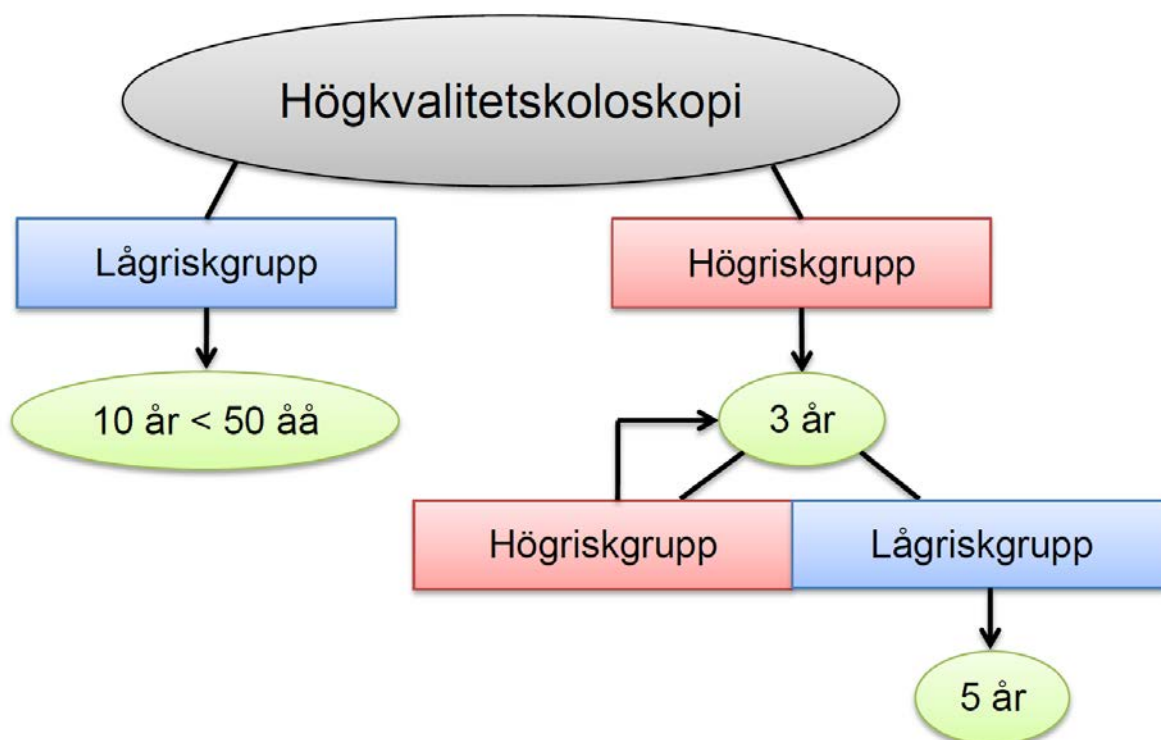 Högkvalitetskoloskopi
Lågriskgrupp
Högriskgrupp
10 år < 50 åå
3 år
Högriskgrupp
Lågriskgrupp
5 år